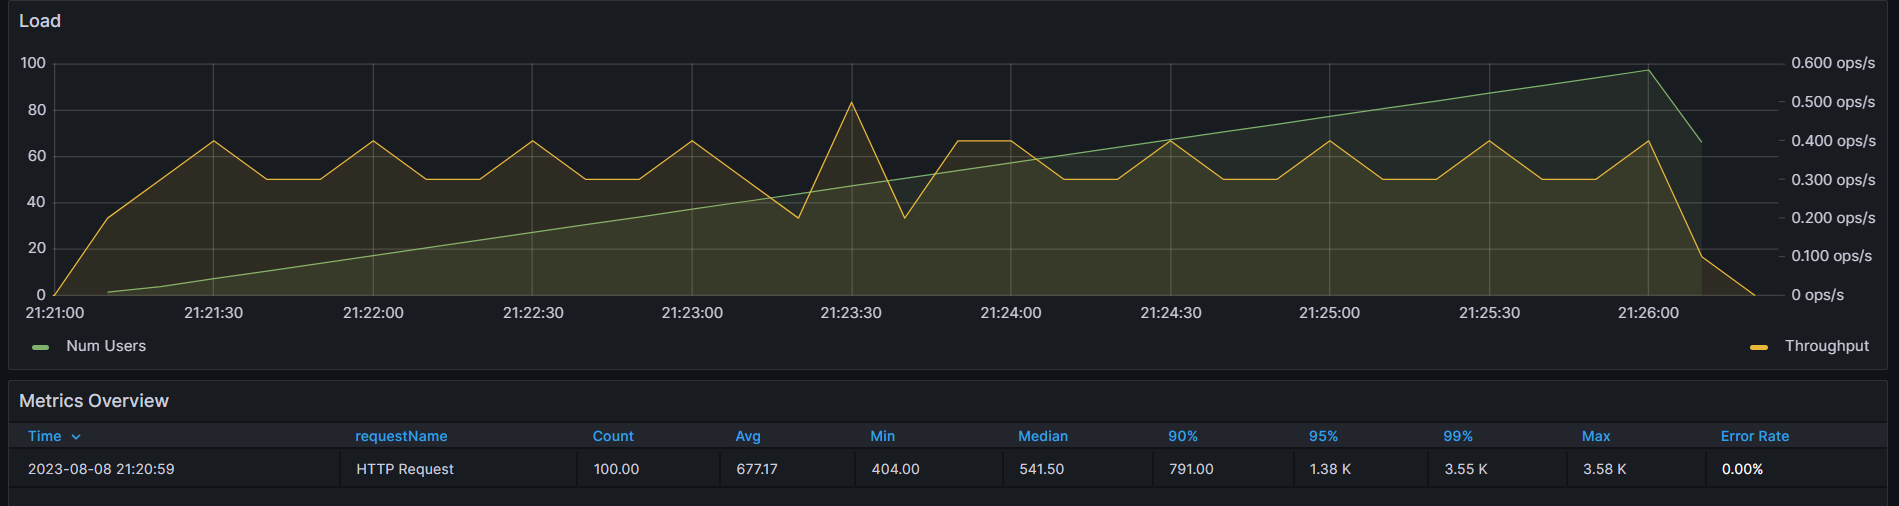 Load
100 0.600 ops/s
80 0.500 ops/s
0.400 ops/s
60
0.300 ops/s
40 0.200 ops/s
20 0.100 ops/s
0 0 ops/s
21:21:00 21:21:30 21:22:00 21:22:30 21:23:00 21:23:30 21:24:00 21:24:30 21:25:00 21:25:30 21:26:00
Num Users Throughput
Metrics Overview
Time requestName Count Avg Min Median 90% 95% 99% Max Error Rate
2023-08-08 21:20:59 HTTP Request 100.00 677.17 404.00 541.50 791.00 1.38 K 3.55 K 3.58 K 0.00%